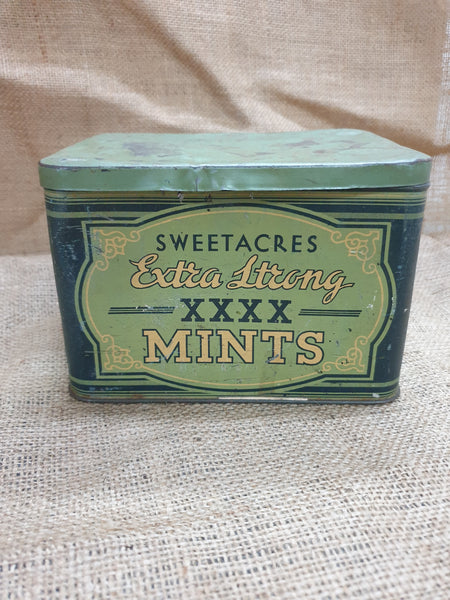 SWEETACRES
Extra Strong
XXXX
MINTS